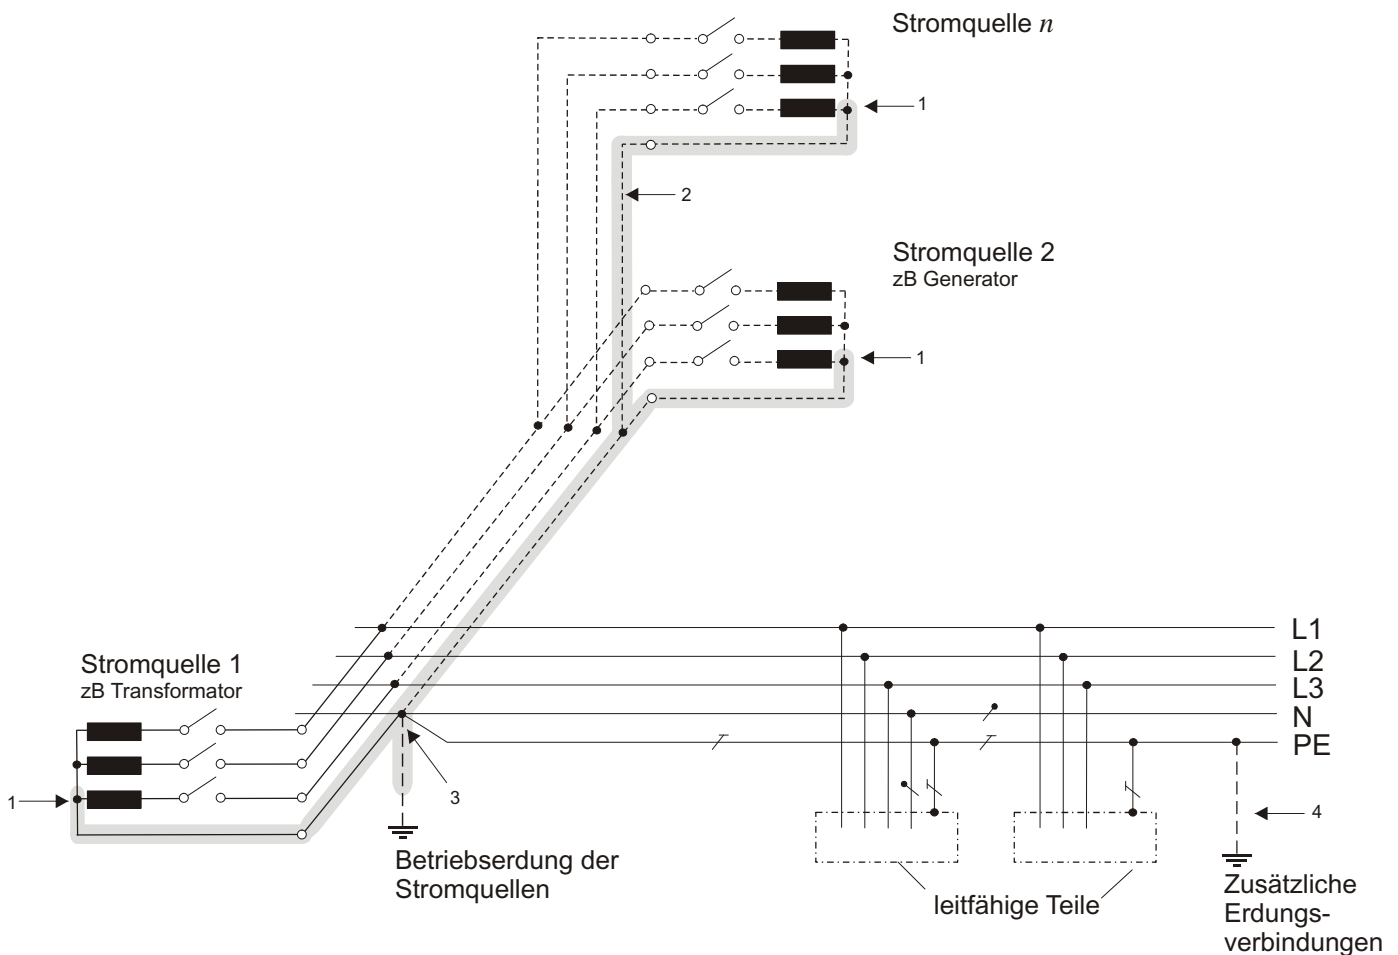 Stromquelle n
1
2
Stromquelle 2
zB Generator
1
L1
L2
L3
N
PE
Stromquelle 1
zB Transformator
1
3
4
Betriebserdung der
Stromquellen
leitfähige Teile
Zusätzliche
Erdungs-
verbindungen